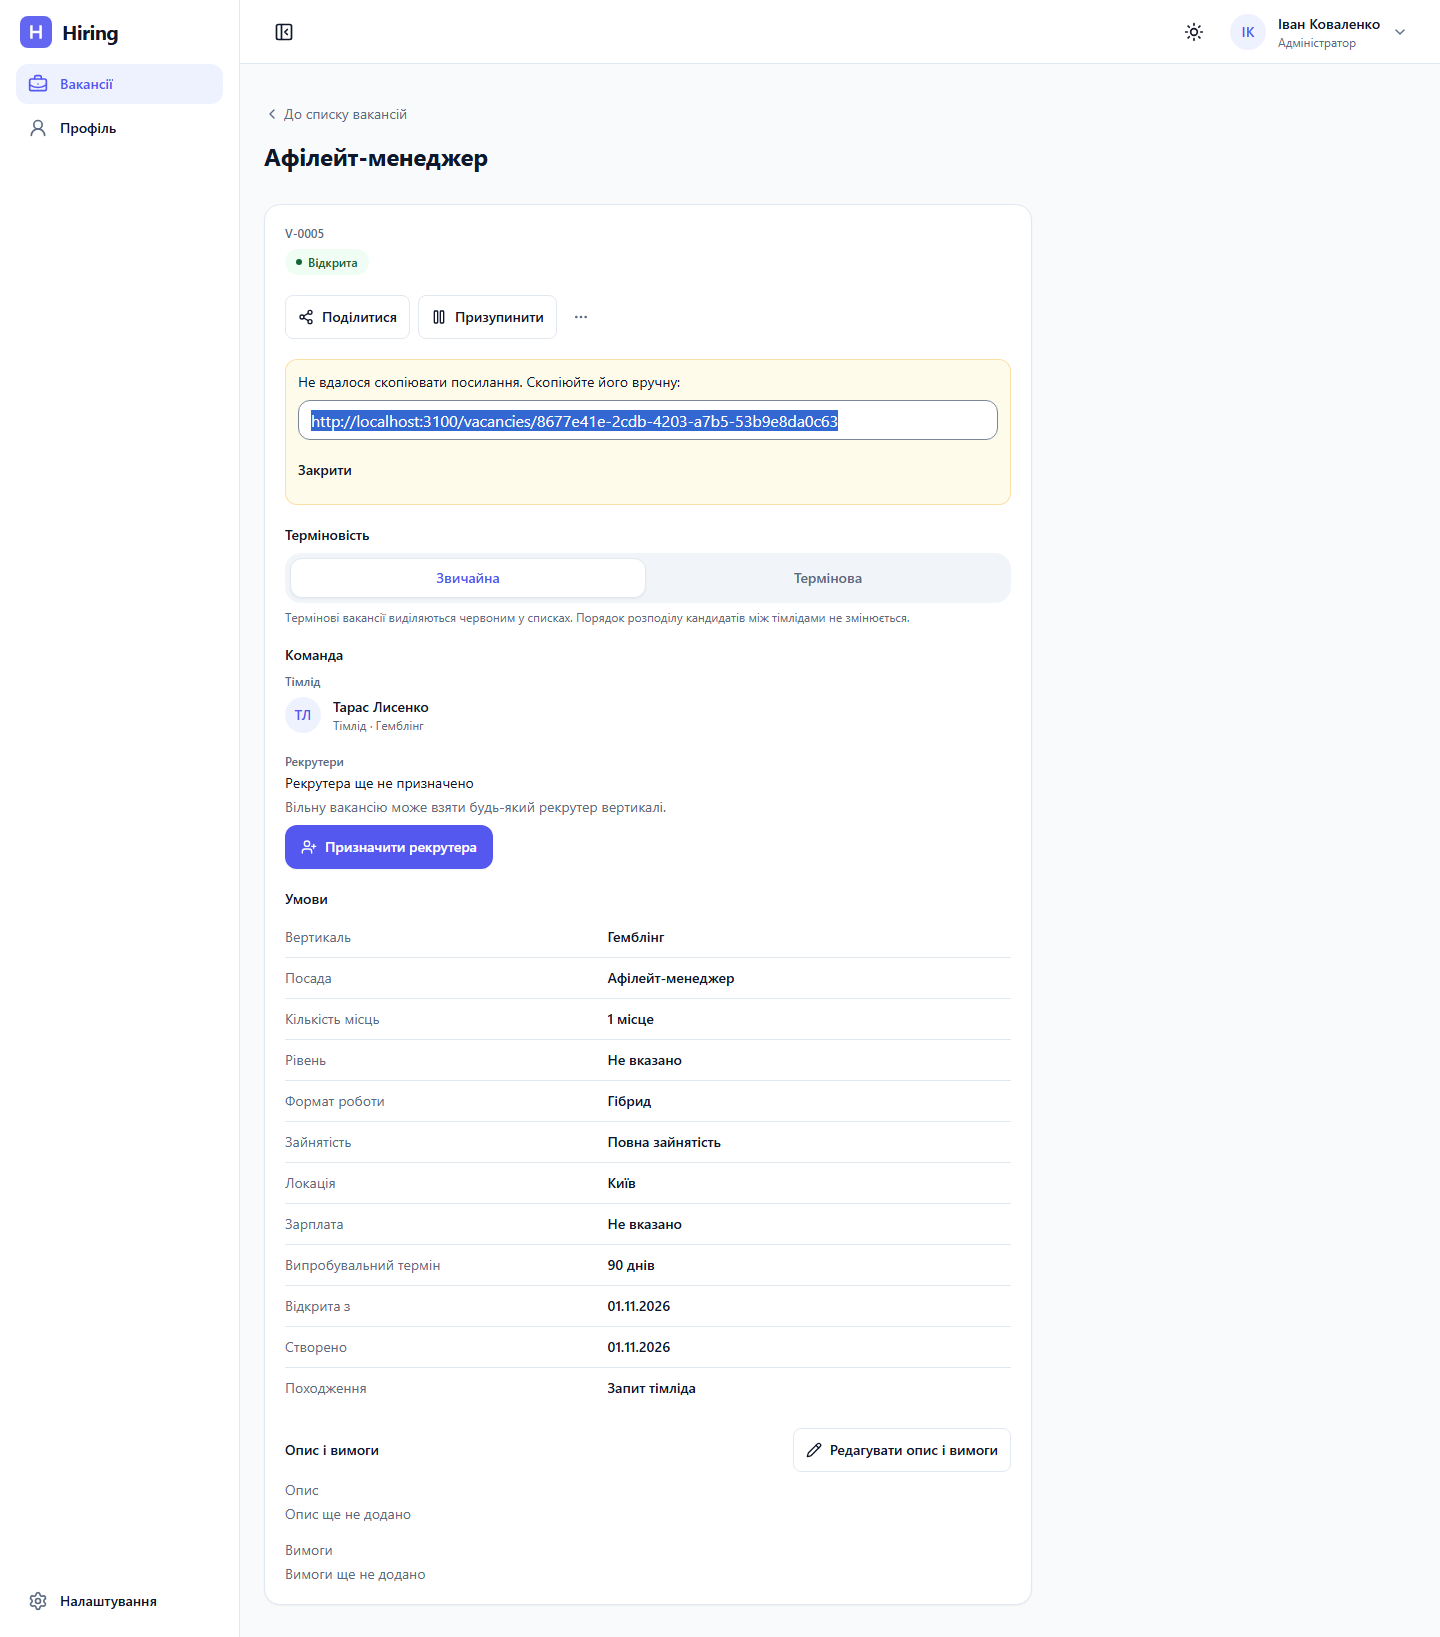 H Hiring
Вакансії
Профіль
Налаштування
ІК
Іван Коваленко
Адміністратор
До списку вакансій
Афілейт-менеджер
V-0005
Відкрита
Поділитися
Призупинити
Не вдалося скопіювати посилання. Скопіюйте його вручну:
http://localhost:3100/vacancies/8677e41e-2cdb-4203-a7b5-53b9e8da0c63
Закрити
Терміновість
Звичайна
Термінова
Термінові вакансії виділяються червоним у списках. Порядок розподілу кандидатів між тімлідами не змінюється.
Команда
Тімлід
ТЛ
Тарас Лисенко
Тімлід · Гемблінг
Рекрутери
Рекрутера ще не призначено
Вільну вакансію може взяти будь-який рекрутер вертикалі.
Призначити рекрутера
Умови
Вертикаль Гемблінг
Посада Афілейт-менеджер
Кількість місць 1 місце
Рівень Не вказано
Формат роботи Гібрид
Зайнятість Повна зайнятість
Локація Київ
Зарплата Не вказано
Випробувальний термін 90 днів
Відкрита з 01.11.2026
Створено 01.11.2026
Походження Запит тімліда
Опис і вимоги
Редагувати опис і вимоги
Опис
Опис ще не додано
Вимоги
Вимоги ще не додано